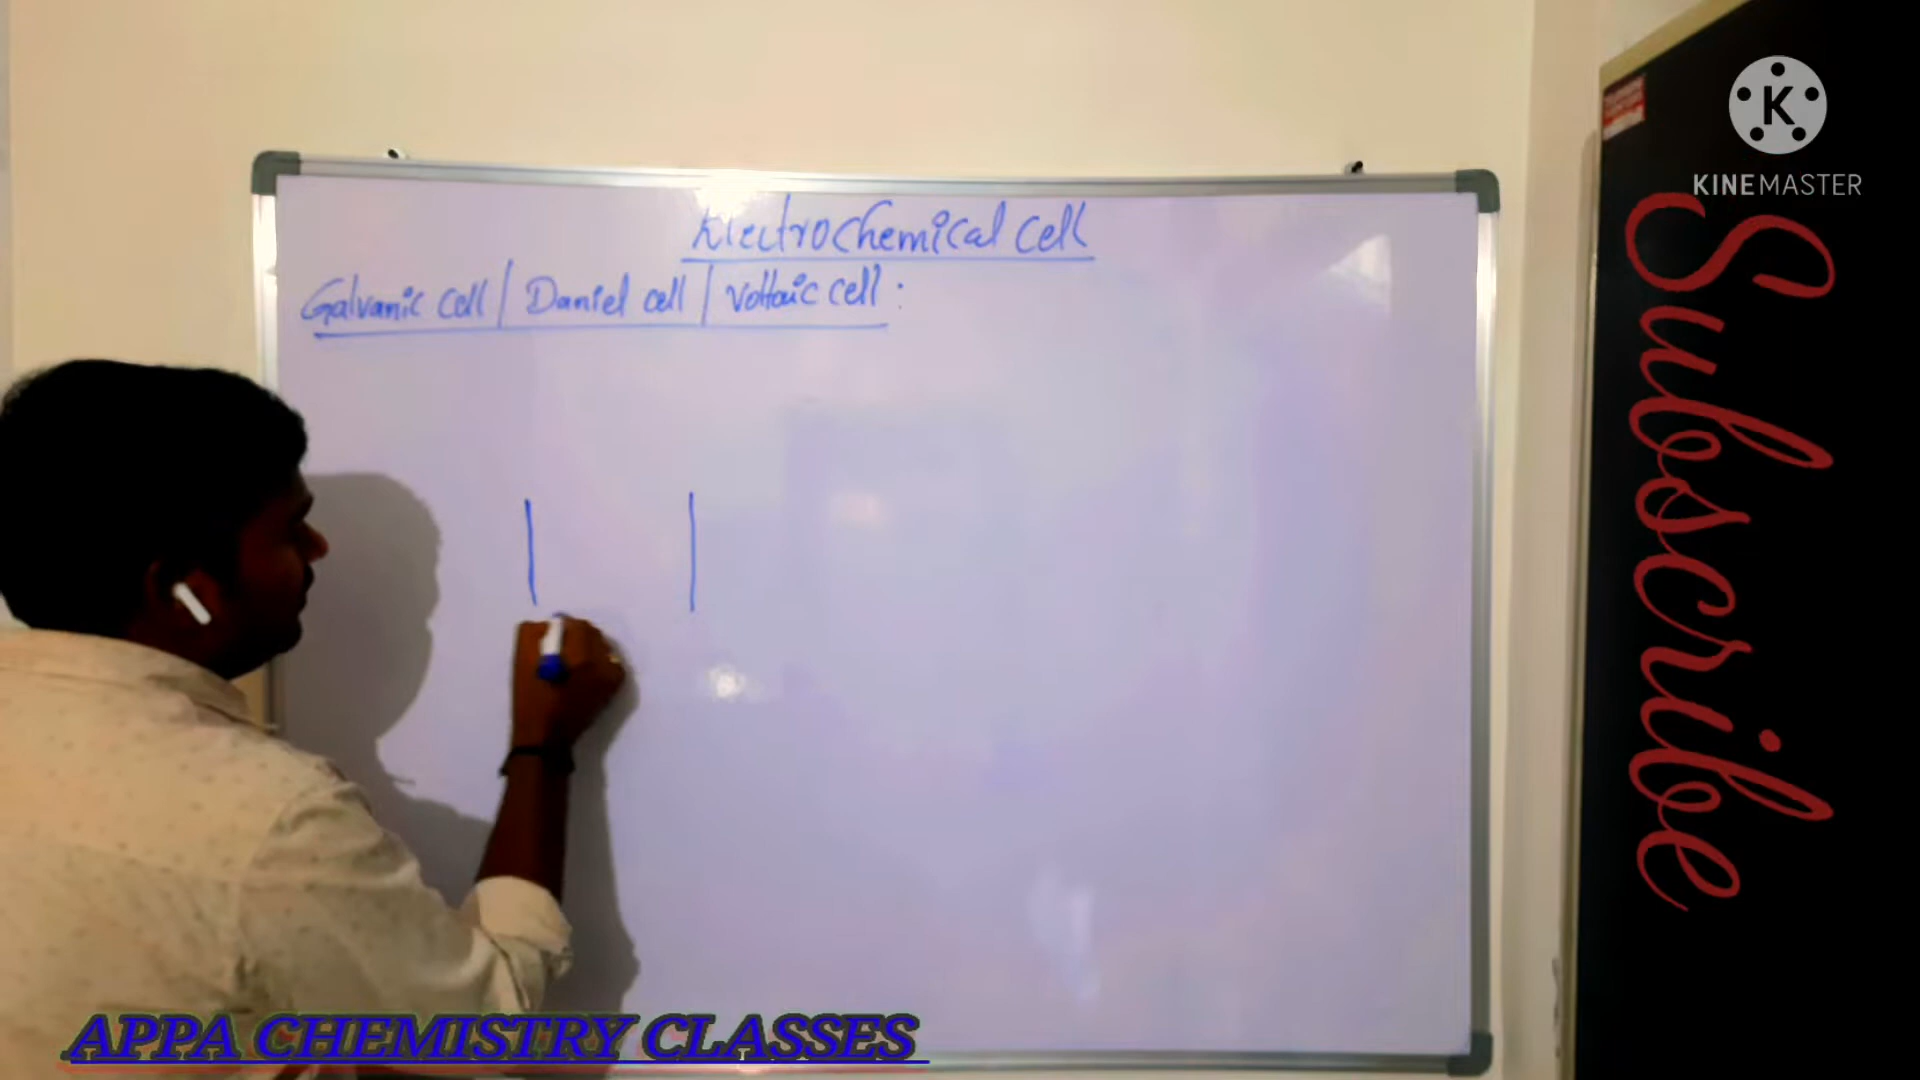 Electrochemical cell
Galvanic cell / Daniel cell / Voltaic cell :
KINEMASTER
Subscribe
APPA CHEMISTRY CLASSES